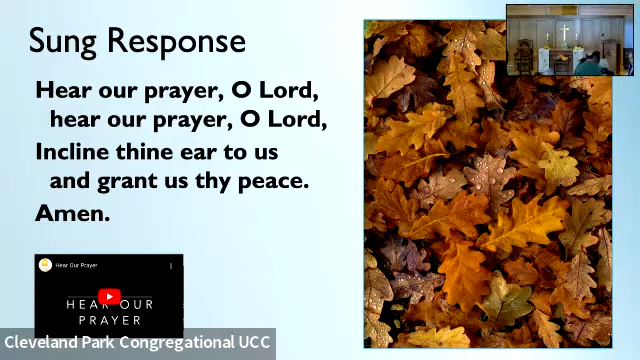 Sung Response
Hear our prayer, O Lord,
hear our prayer, O Lord,
Incline thine ear to us
and grant us thy peace.
Amen.
Hear Our Prayer
HEAR OUR
PRAYER
Cleveland Park Congregational UCC